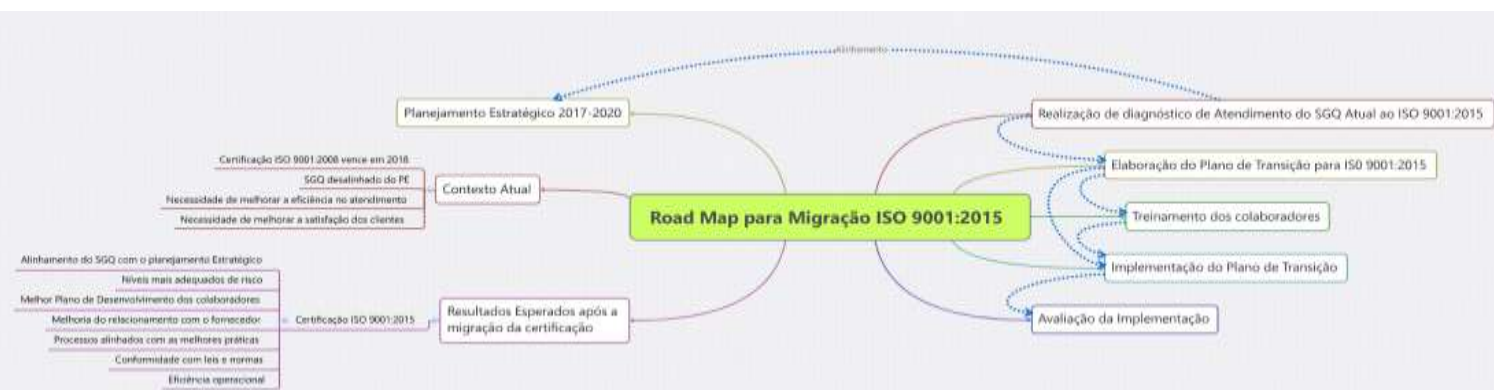 Alinhamento
Planejamento Estratégico 2017-2020
Realização de diagnóstico de Atendimento do SGQ Atual ao ISO 9001:2015
Certificação ISO 9001:2008 vence em 2018
SGQ desalinhado do PE
Necessidade de melhorar a eficiência no atendimento
Necessidade de melhorar a satisfação dos clientes
Contexto Atual
Elaboração do Plano de Transição para IS0 9001:2015
Road Map para Migração ISO 9001:2015
Treinamento dos colaboradores
Implementação do Plano de Transição
Avaliação da Implementação
Resultados Esperados após a
migração da certificação
Certificação ISO 9001:2015
Alinhamento do SGQ com o planejamento Estratégico
Níveis mais adequados de risco
Melhor Plano de Desenvolvimento dos colaboradores
Melhoria do relacionamento com o fornecedor
Processos alinhados com as melhores práticas
Conformidade com leis e normas
Eficiência operacional